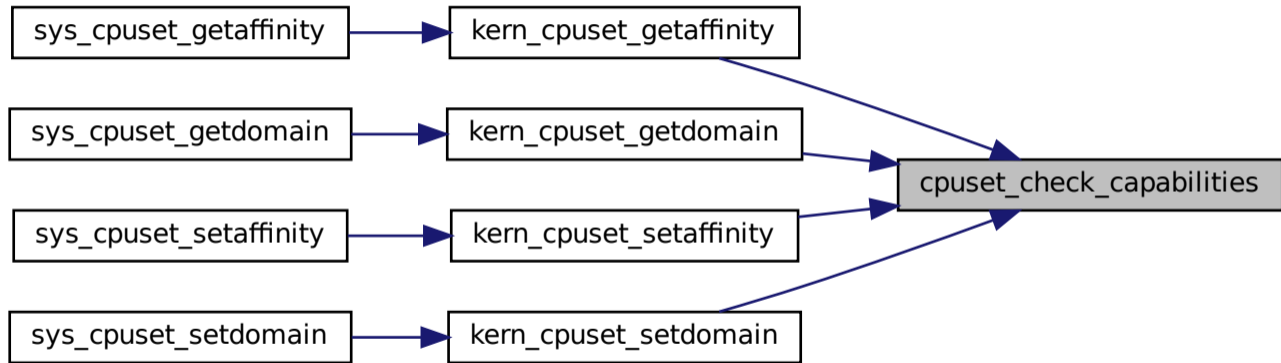 sys_cpuset_getaffinity
kern_cpuset_getaffinity
sys_cpuset_getdomain
kern_cpuset_getdomain
cpuset_check_capabilities
sys_cpuset_setaffinity
kern_cpuset_setaffinity
sys_cpuset_setdomain
kern_cpuset_setdomain